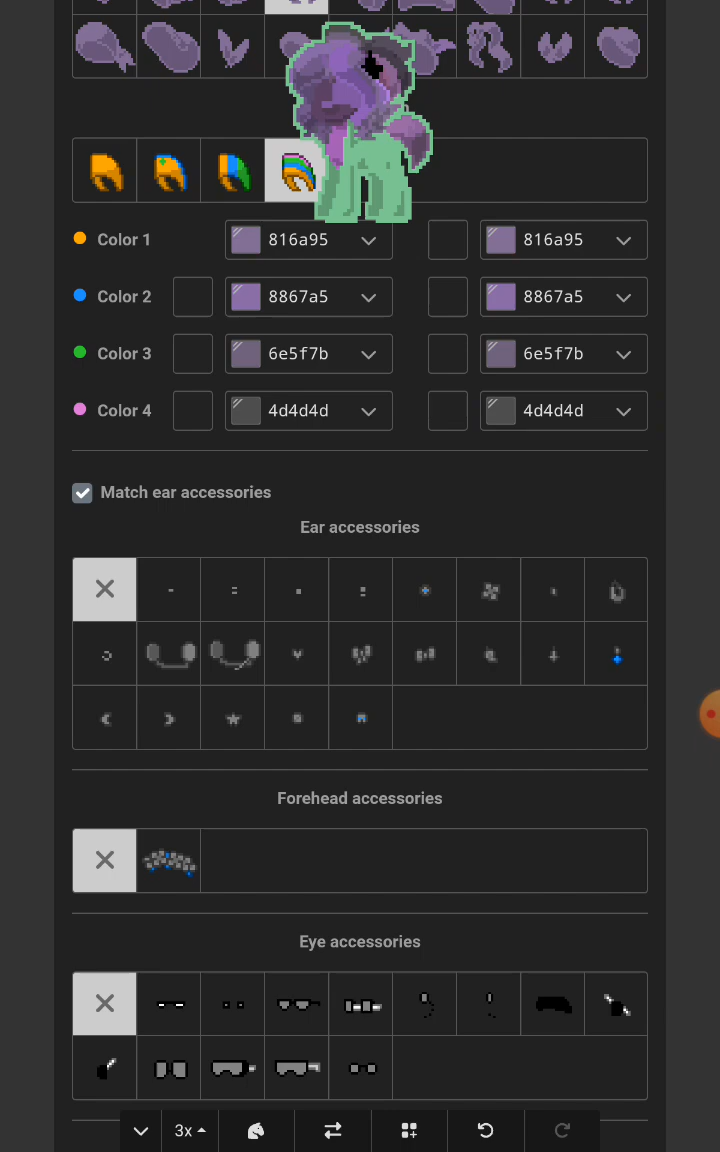 Color 1 816a95 816a95
Color 2 8867a5 8867a5
Color 3 6e5f7b 6e5f7b
Color 4 4d4d4d 4d4d4d
Match ear accessories
Ear accessories
Forehead accessories
Eye accessories
3x